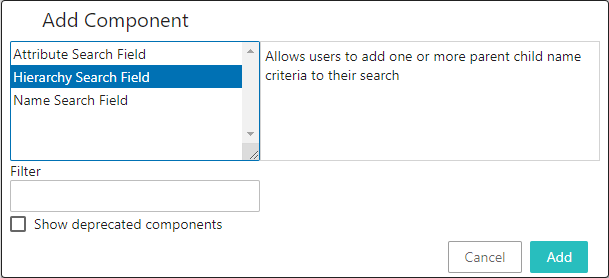 Add Component
Attribute Search Field
Hierarchy Search Field
Name Search Field
Allows users to add one or more parent child name
criteria to their search
Filter
Show deprecated components
Cancel
Add